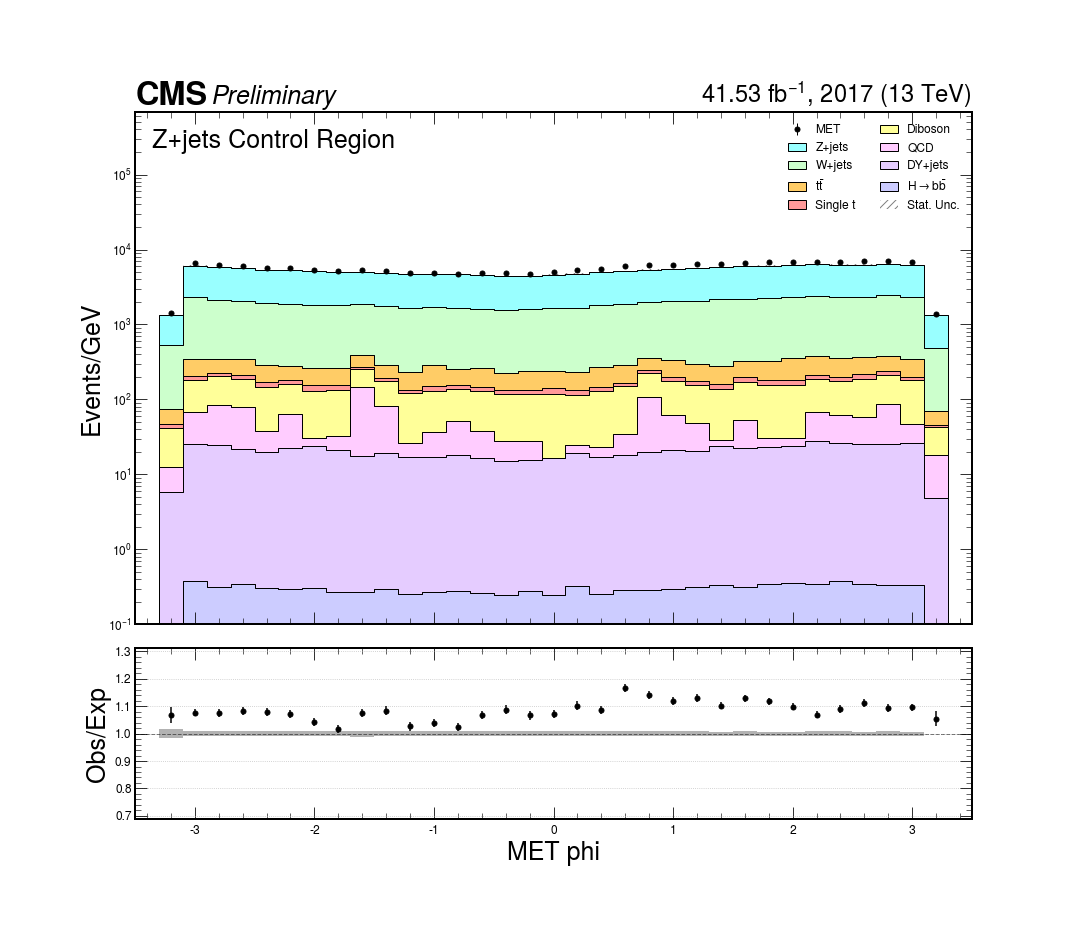 CMS Preliminary
41.53 fb⁻¹, 2017 (13 TeV)
Z+jets Control Region
MET
Z+jets
W+jets
tt̄
Single t
Diboson
QCD
DY+jets
H→bb̄
Stat. Unc.
Events/GeV
10⁵
10⁴
10³
10²
10¹
10⁰
10⁻¹
Obs/Exp
1.3
1.2
1.1
1.0
0.9
0.8
0.7
-3 -2 -1 0 1 2 3
MET phi